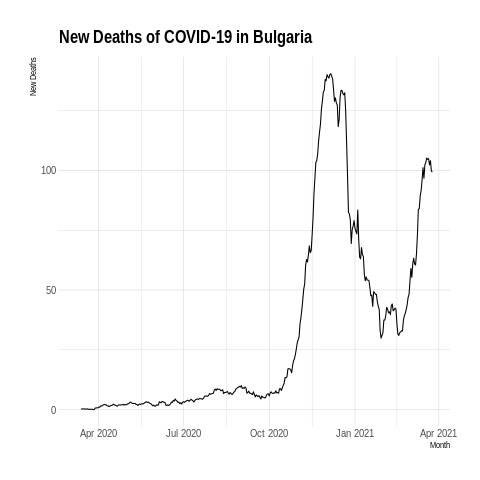 New Deaths of COVID-19 in Bulgaria
New Deaths
100
50
0
Apr 2020 Jul 2020 Oct 2020 Jan 2021 Apr 2021
Month